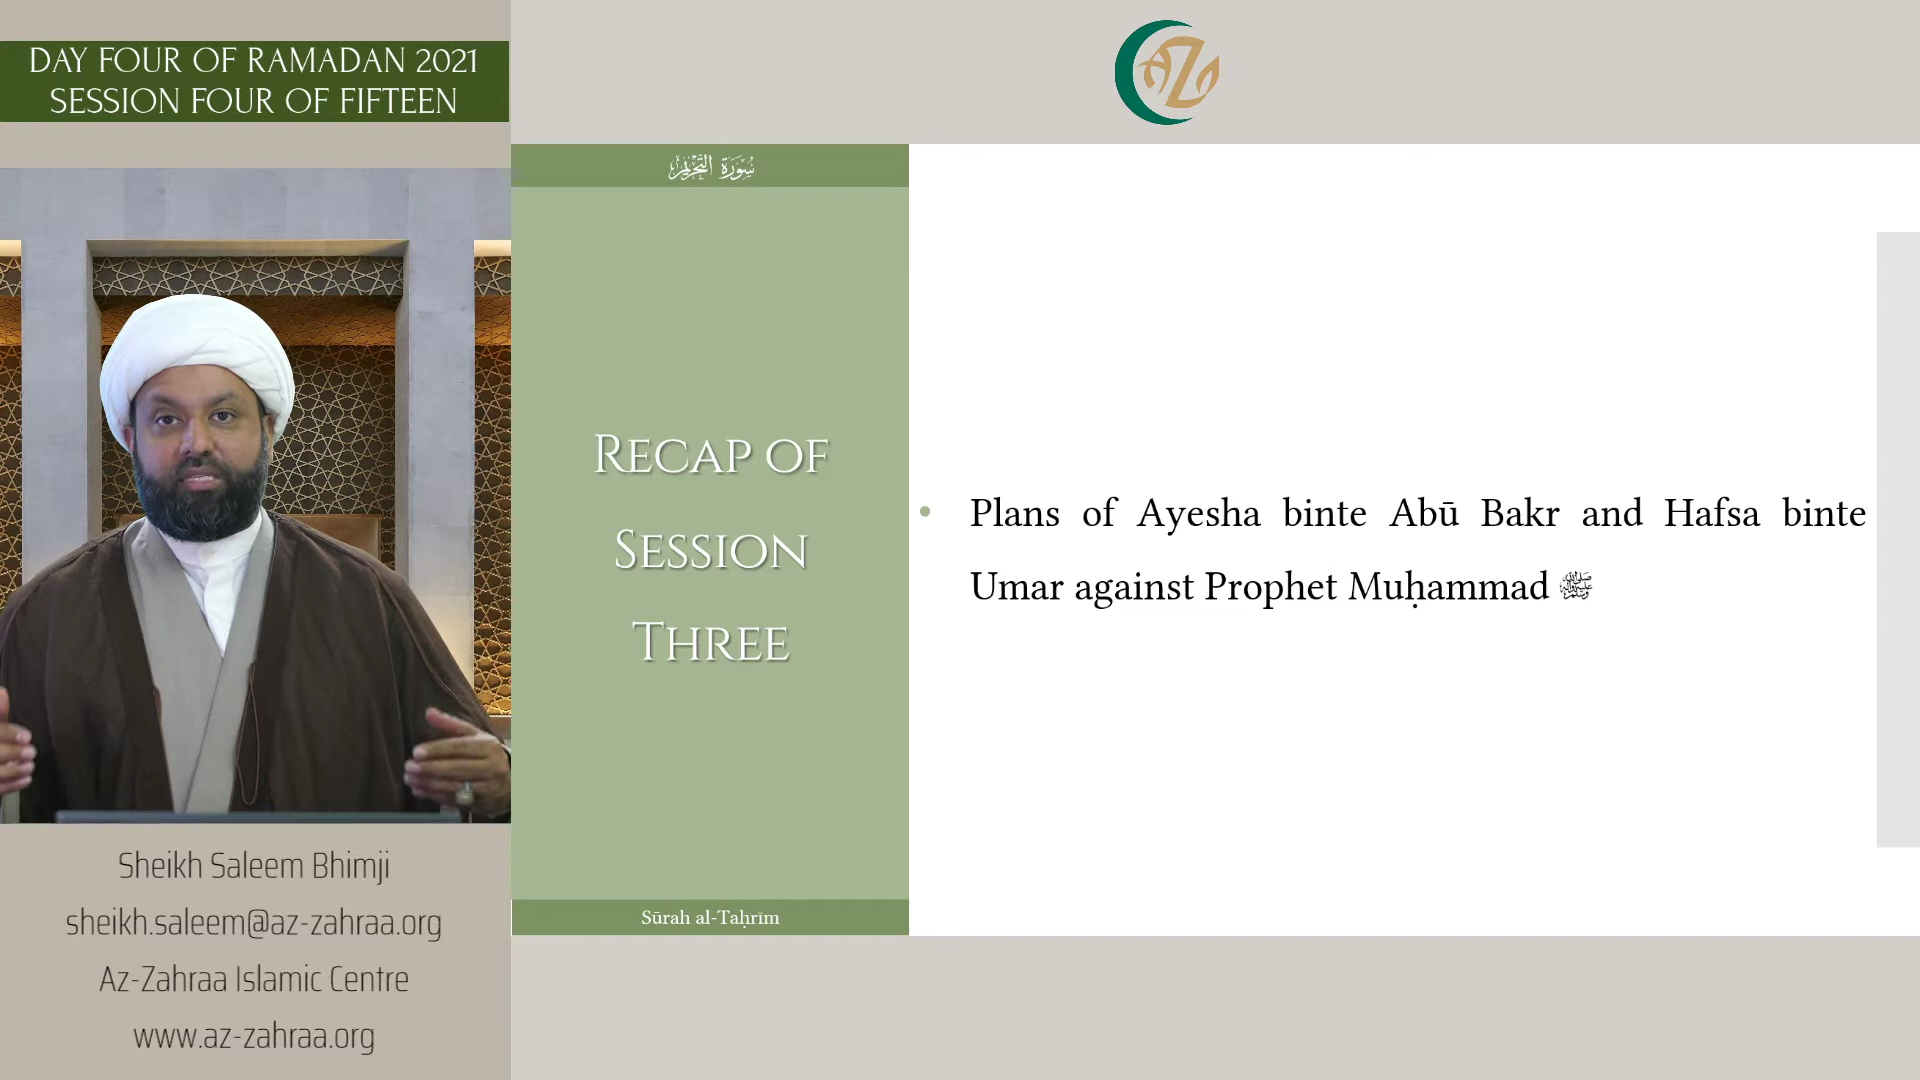 DAY FOUR OF RAMADAN 2021
SESSION FOUR OF FIFTEEN
AZ
سُورَة التَّحْرِيم
RECAP OF
SESSION
THREE
Sūrah al-Taḥrīm
• Plans of Ayesha binte Abū Bakr and Hafsa binte
Umar against Prophet Muḥammad ﷺ
Sheikh Saleem Bhimji
sheikh.saleem@az-zahraa.org
Az-Zahraa Islamic Centre
www.az-zahraa.org